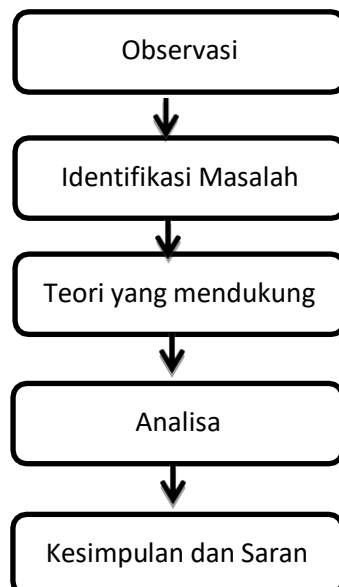 Observasi
Identifikasi Masalah
Teori yang mendukung
Analisa
Kesimpulan dan Saran